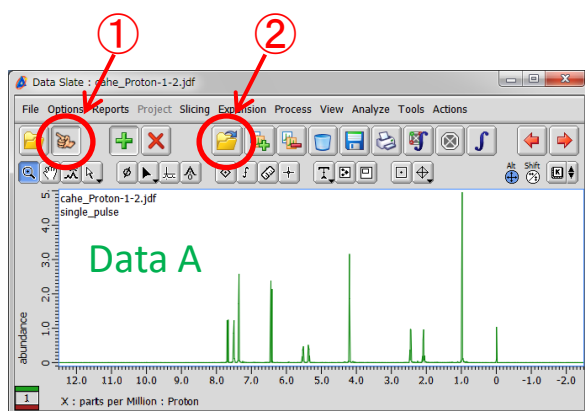 ① ②
Data Slate : cahe_Proton-1-2.jdf
File Options Reports Project Slicing Expansion Process View Analyze Tools Actions
Alt Shift
cahe_Proton-1-2.jdf
single_pulse
Data A
abundance
0 1.0 2.0 3.0 4.0 5.
12.0 11.0 10.0 9.0 8.0 7.0 6.0 5.0 4.0 3.0 2.0 1.0 0 -1.0 -2.0
1 X : parts per Million : Proton